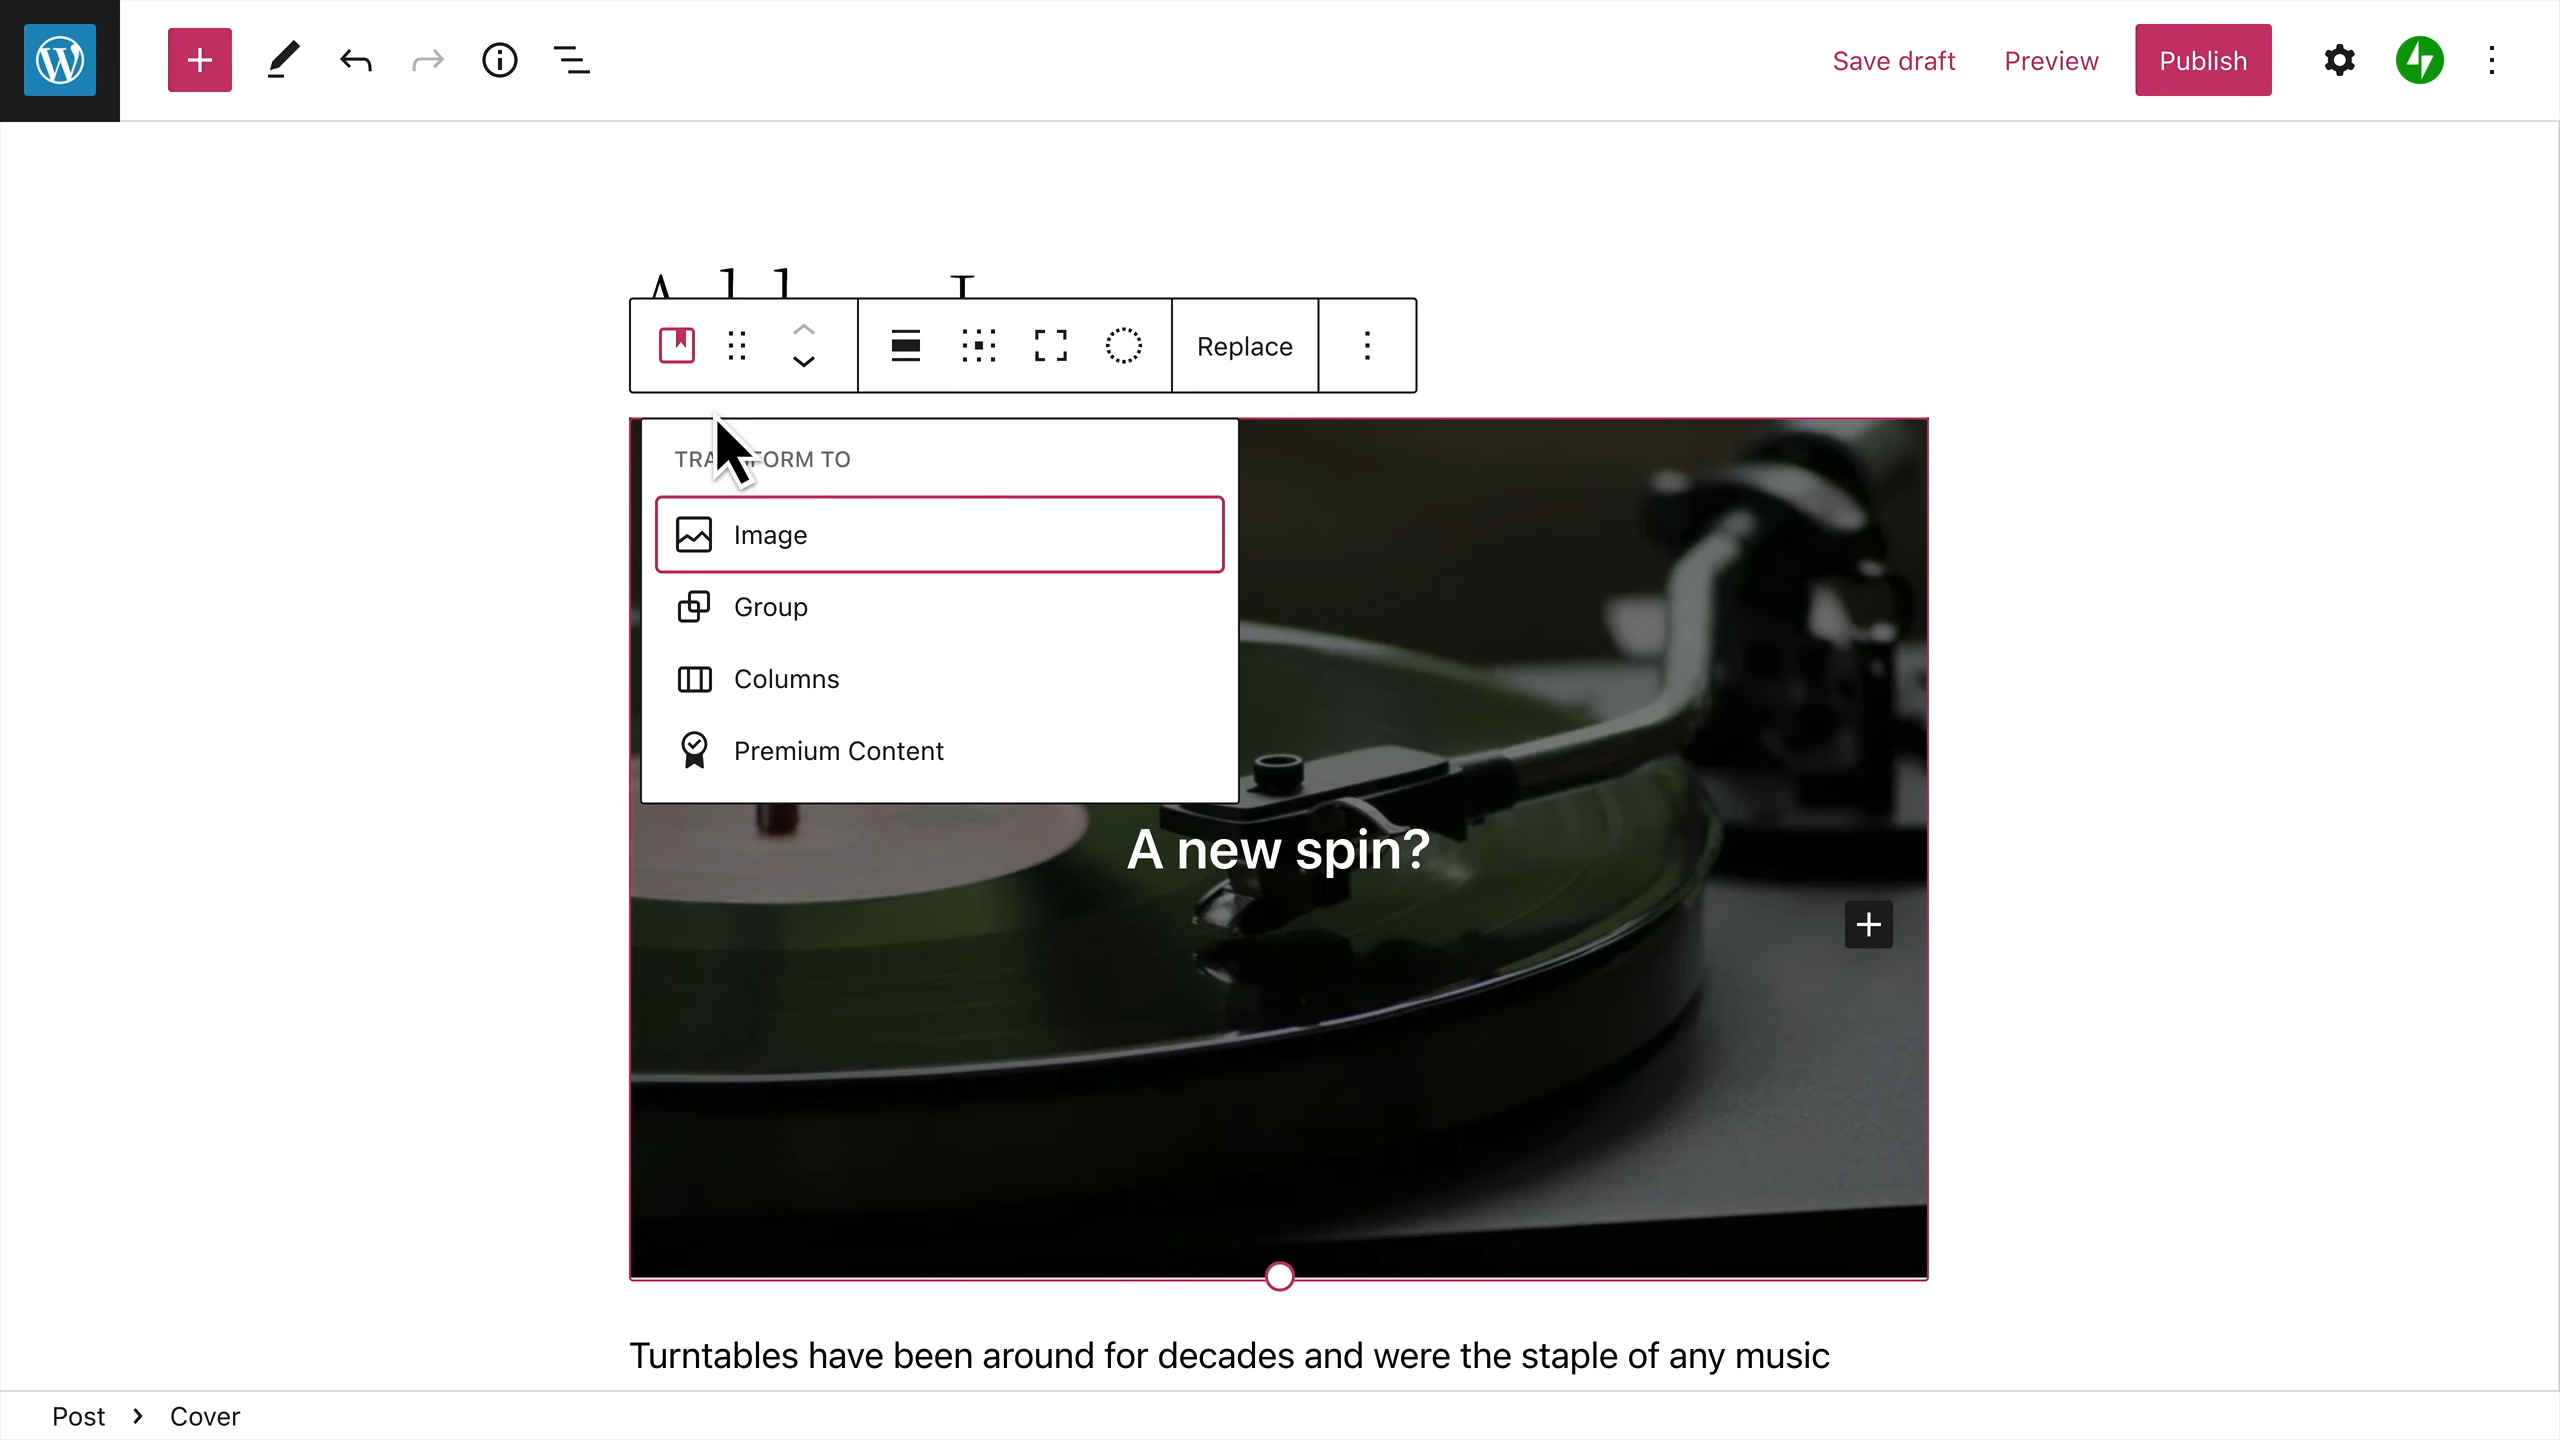 Save draft Preview Publish
Replace
TRANSFORM TO
Image
Group
Columns
Premium Content
A new spin?
Turntables have been around for decades and were the staple of any music
Post Cover